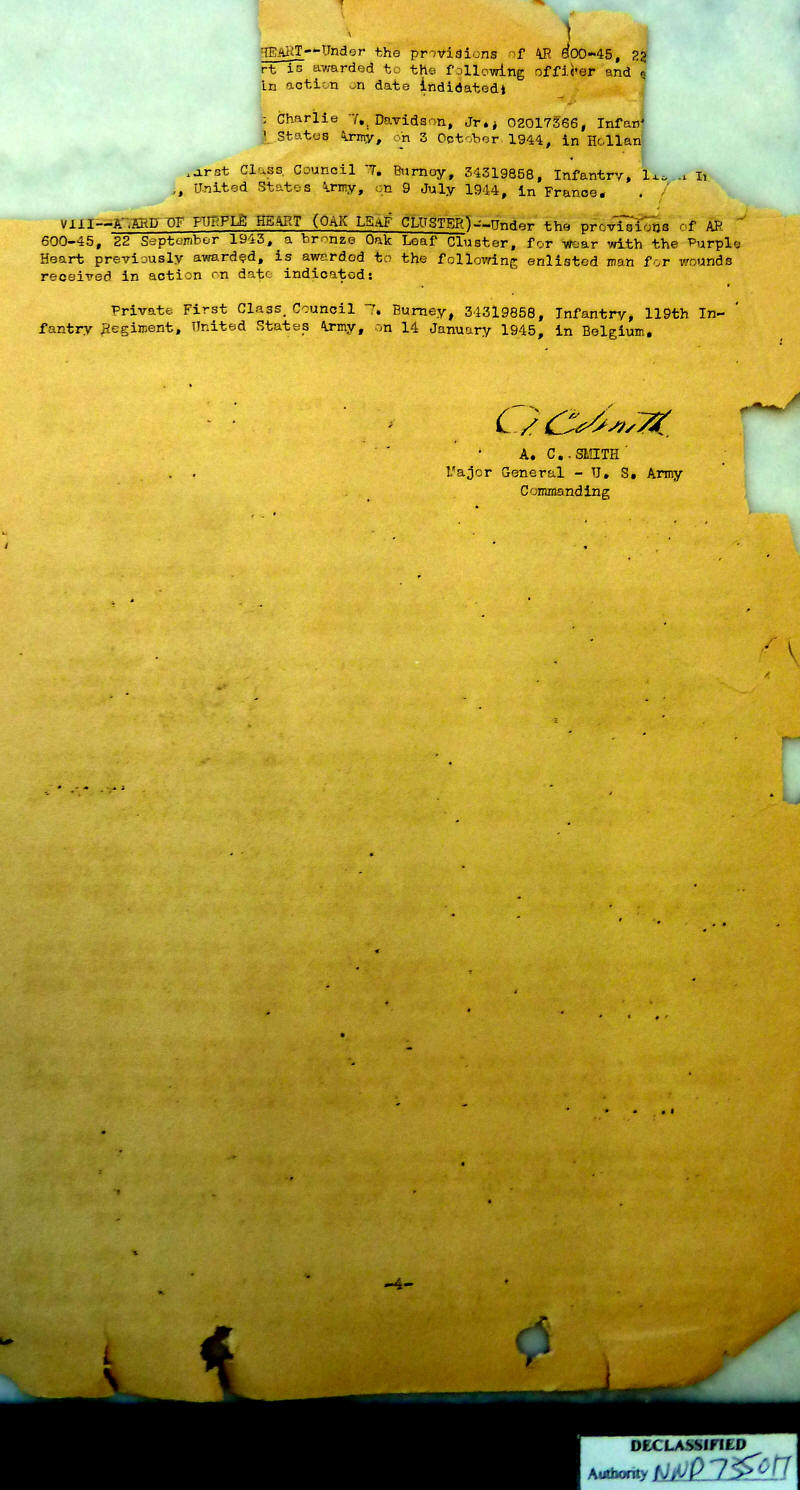 HEART--Under the provisions of AR 600-45, 22
rt is awarded to the following officer and
in action on date indidated;
Charlie W. Davidson, Jr., 02017366, Infan
States Army, on 3 October 1944, in Hollan
irst Class Council W. Burney, 34319858, Infantry,
., United States Army, on 9 July 1944, in France.
VIII--AWARD OF PURPLE HEART (OAK LEAF CLUSTER)--Under the provisions of AR
600-45, 22 September 1943, a bronze Oak Leaf Cluster, for wear with the Purple
Heart previously awarded, is awarded to the following enlisted man for wounds
received in action on date indicated:
Private First Class Council W. Burney, 34319858, Infantry, 119th In-
fantry Regiment, United States Army, on 14 January 1945, in Belgium.
A C Smith
A. C. SMITH
Major General - U. S. Army
Commanding
-4-
DECLASSIFIED
Authority NND 735017